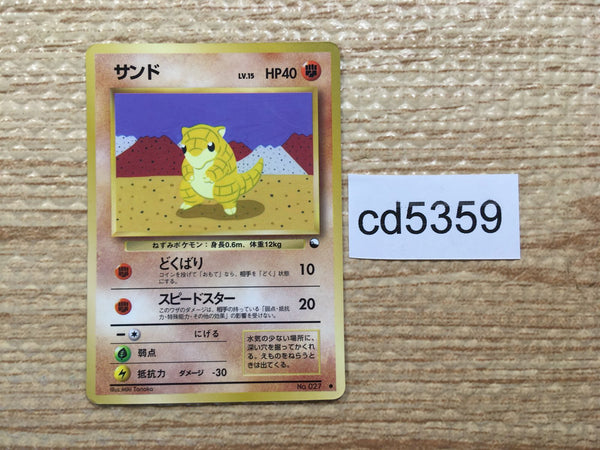 サンド LV.15 HP40
ねずみポケモン：身長0.6m、体重12kg
どくばり 10
コインを投げて「おもて」なら、相手を「どく」状態
にする。
スピードスター 20
このワザのダメージは、相手の持っている「弱点・抵抗
力・特殊能力・その他の効果」の影響を受けない。
にげる
弱点
抵抗力 ダメージ -30
水気の少ない場所に、
深い穴を掘ってかくれ
る。えものをねらうと
きは出てくる。
Illus. Miki Tanaka
No.027
cd5359